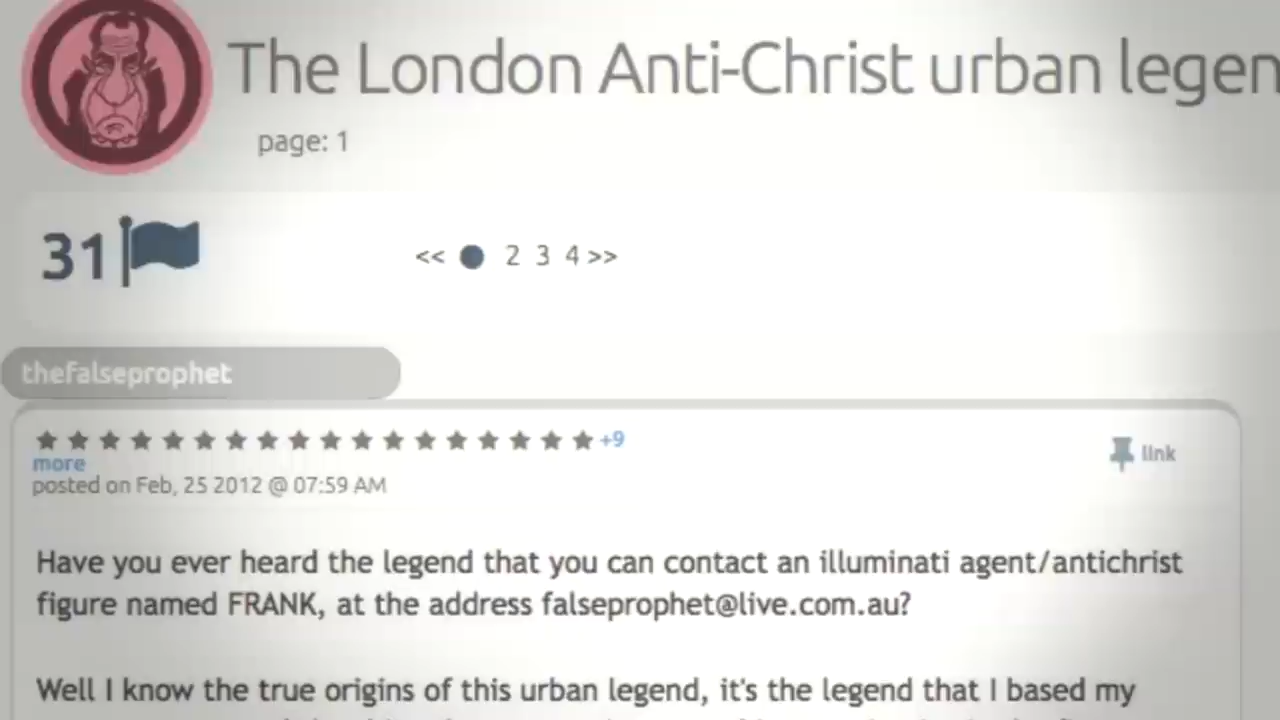 The London Anti-Christ urban legen
page: 1
31
<< 2 3 4 >>
thefalseprophet
+9
more
link
posted on Feb, 25 2012 @ 07:59 AM
Have you ever heard the legend that you can contact an illuminati agent/antichrist
figure named FRANK, at the address falseprophet@live.com.au?
Well I know the true origins of this urban legend, it's the legend that I based my